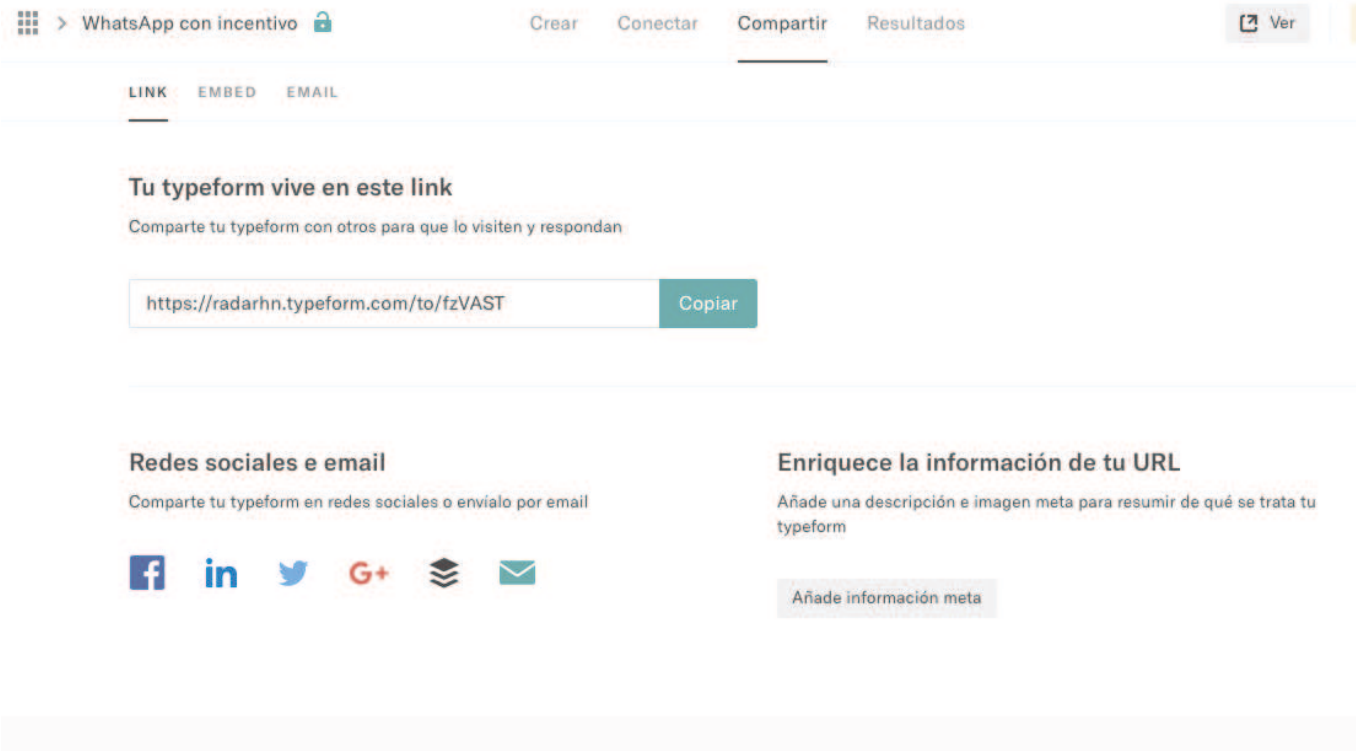 WhatsApp con incentivo
Crear Conectar Compartir Resultados
Ver
LINK EMBED EMAIL
Tu typeform vive en este link
Comparte tu typeform con otros para que lo visiten y respondan
https://radarhn.typeform.com/to/fzVAST
Copiar
Redes sociales e email
Comparte tu typeform en redes sociales o envíalo por email
f in G+
Enriquece la información de tu URL
Añade una descripción e imagen meta para resumir de qué se trata tu
typeform
Añade información meta